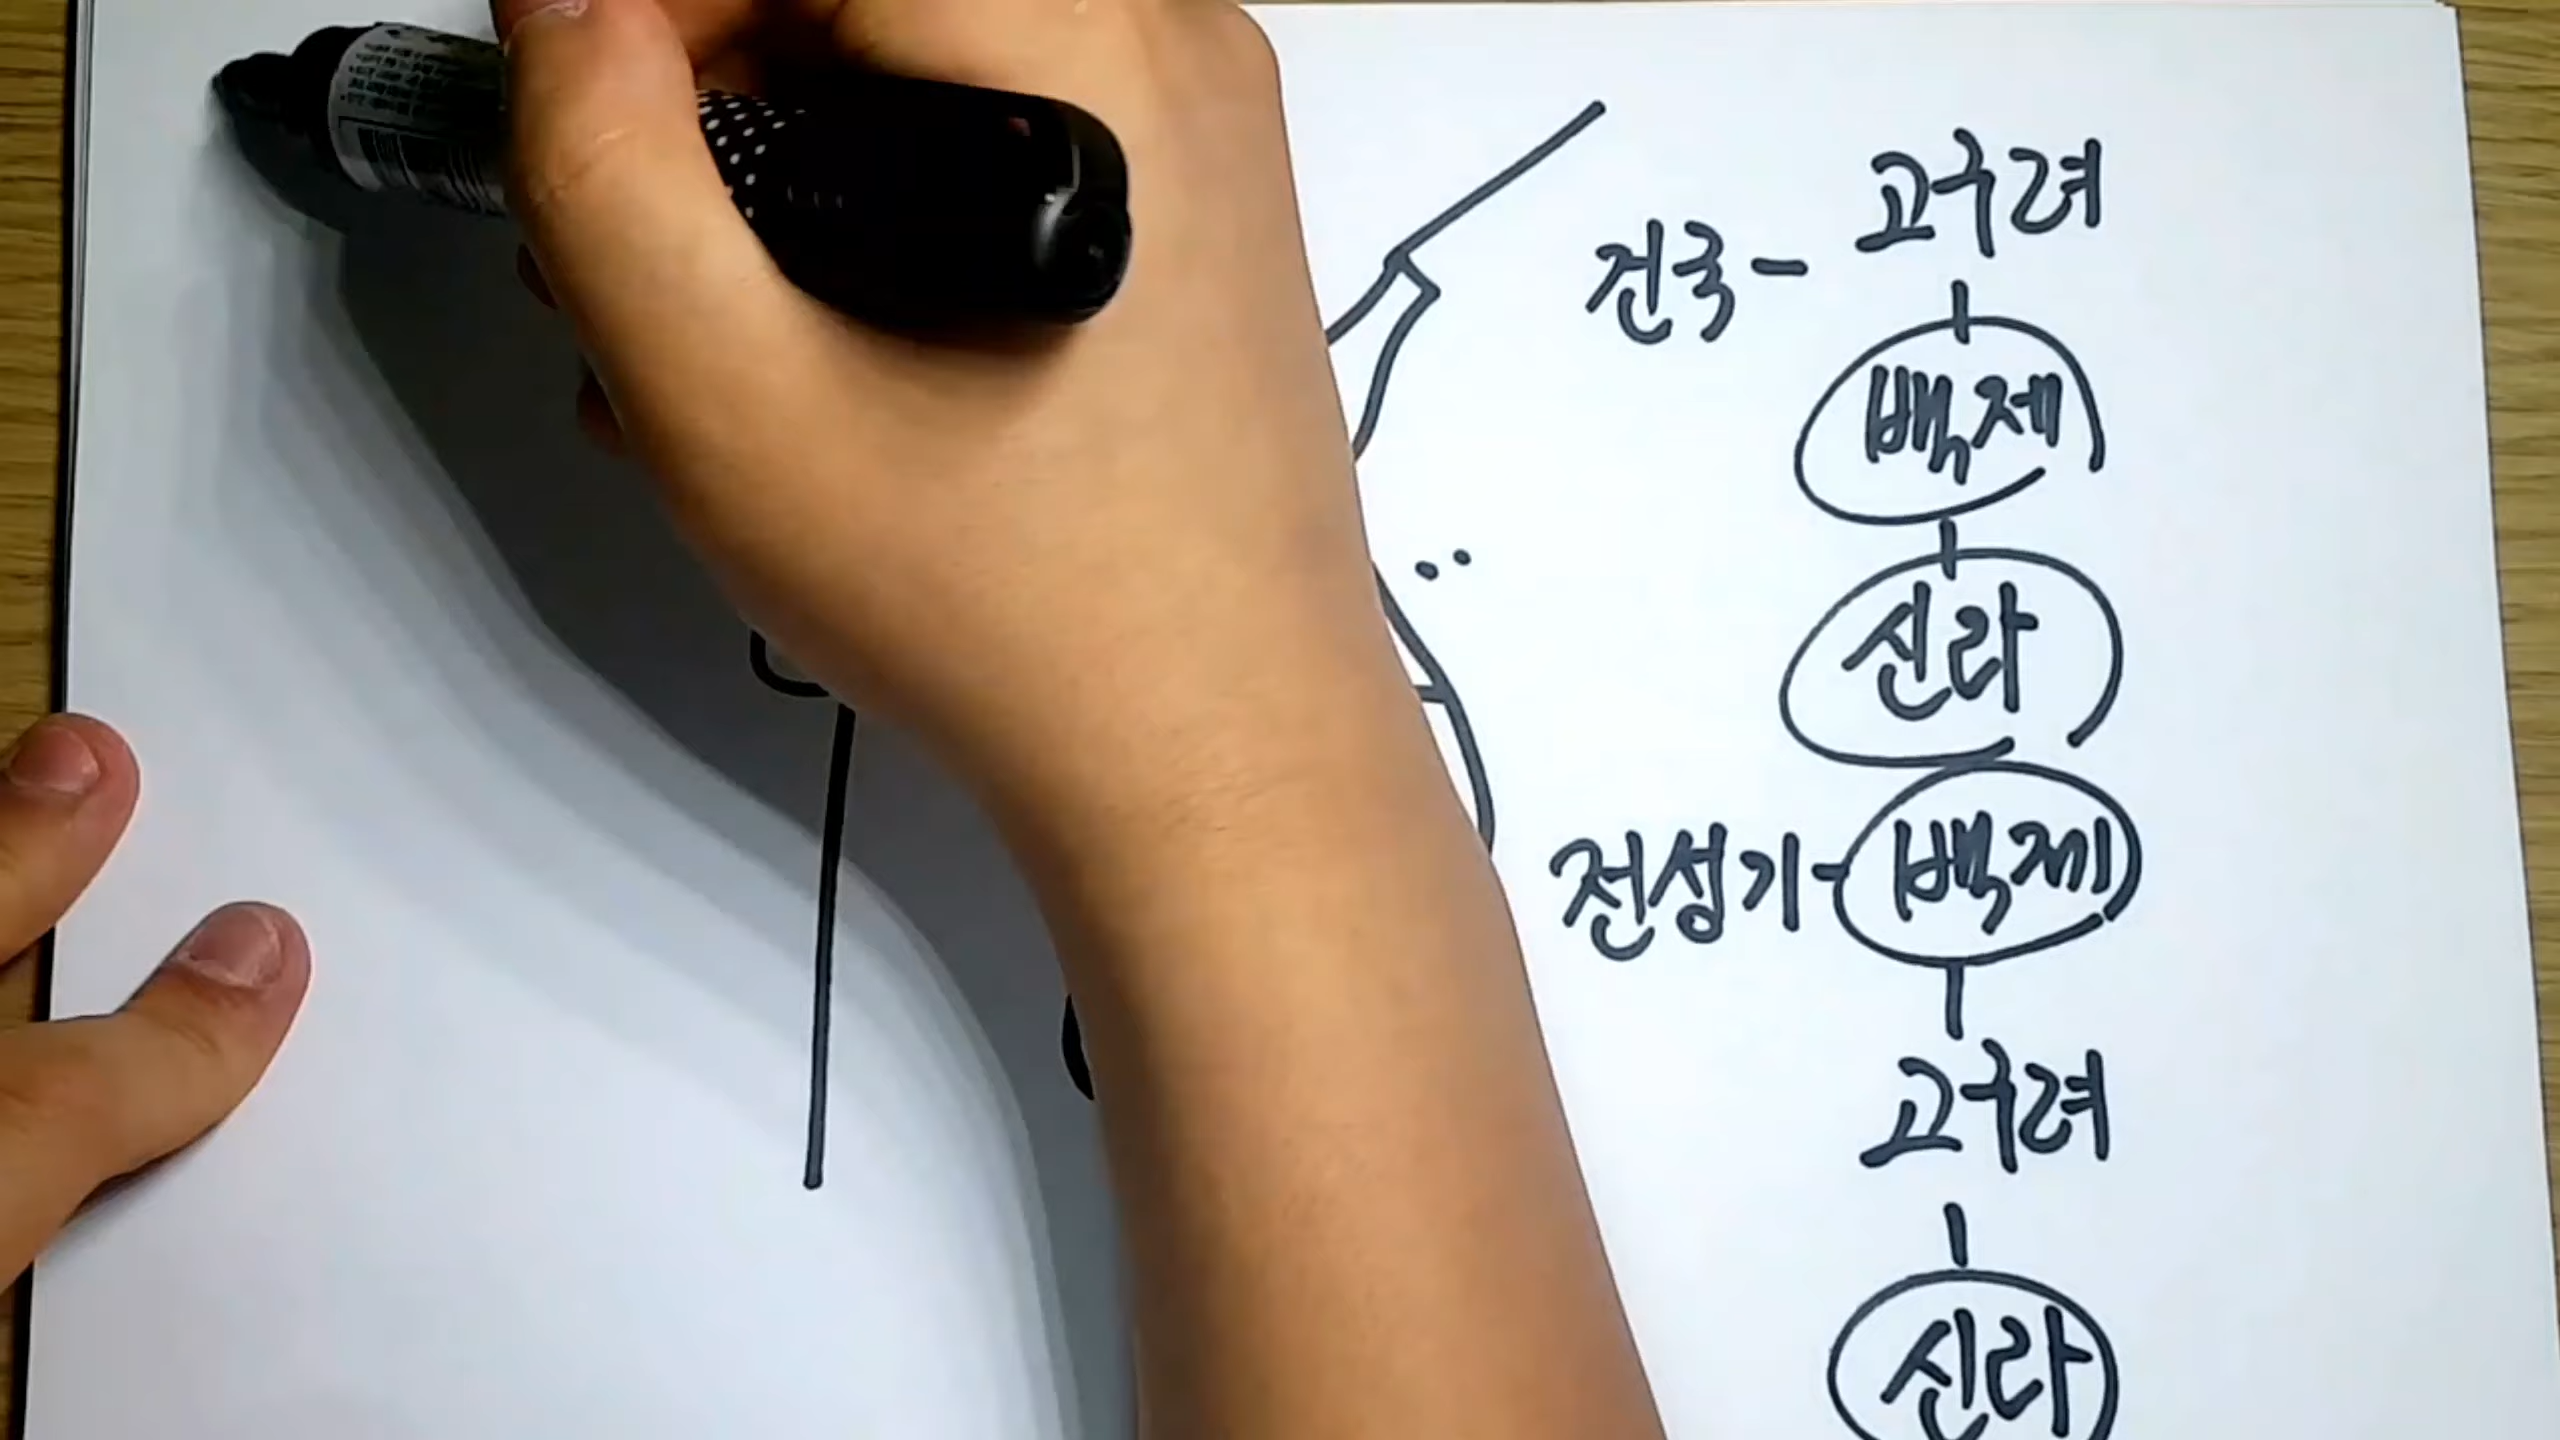 건국- 고구려
백제
신라
전성기- 백제
고구려
신라